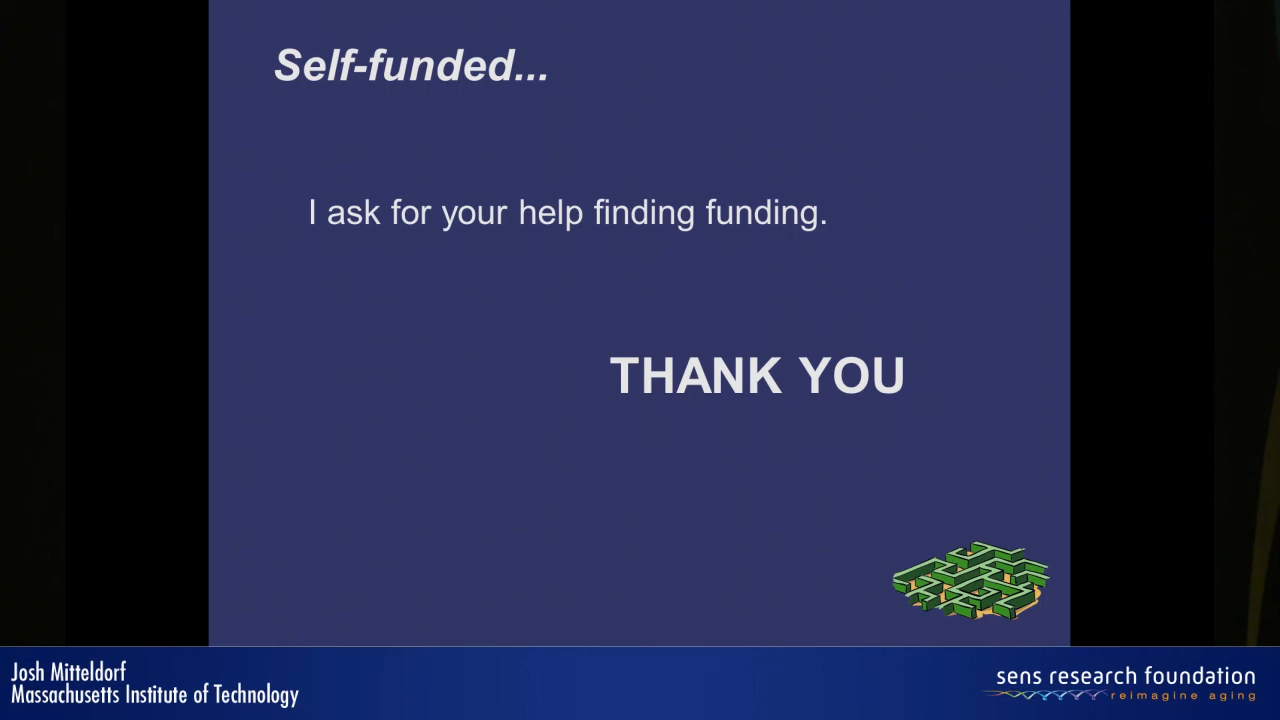 Self-funded...
I ask for your help finding funding.
THANK YOU
Josh Mitteldorf
Massachusetts Institute of Technology
sens research foundation
reimagine aging